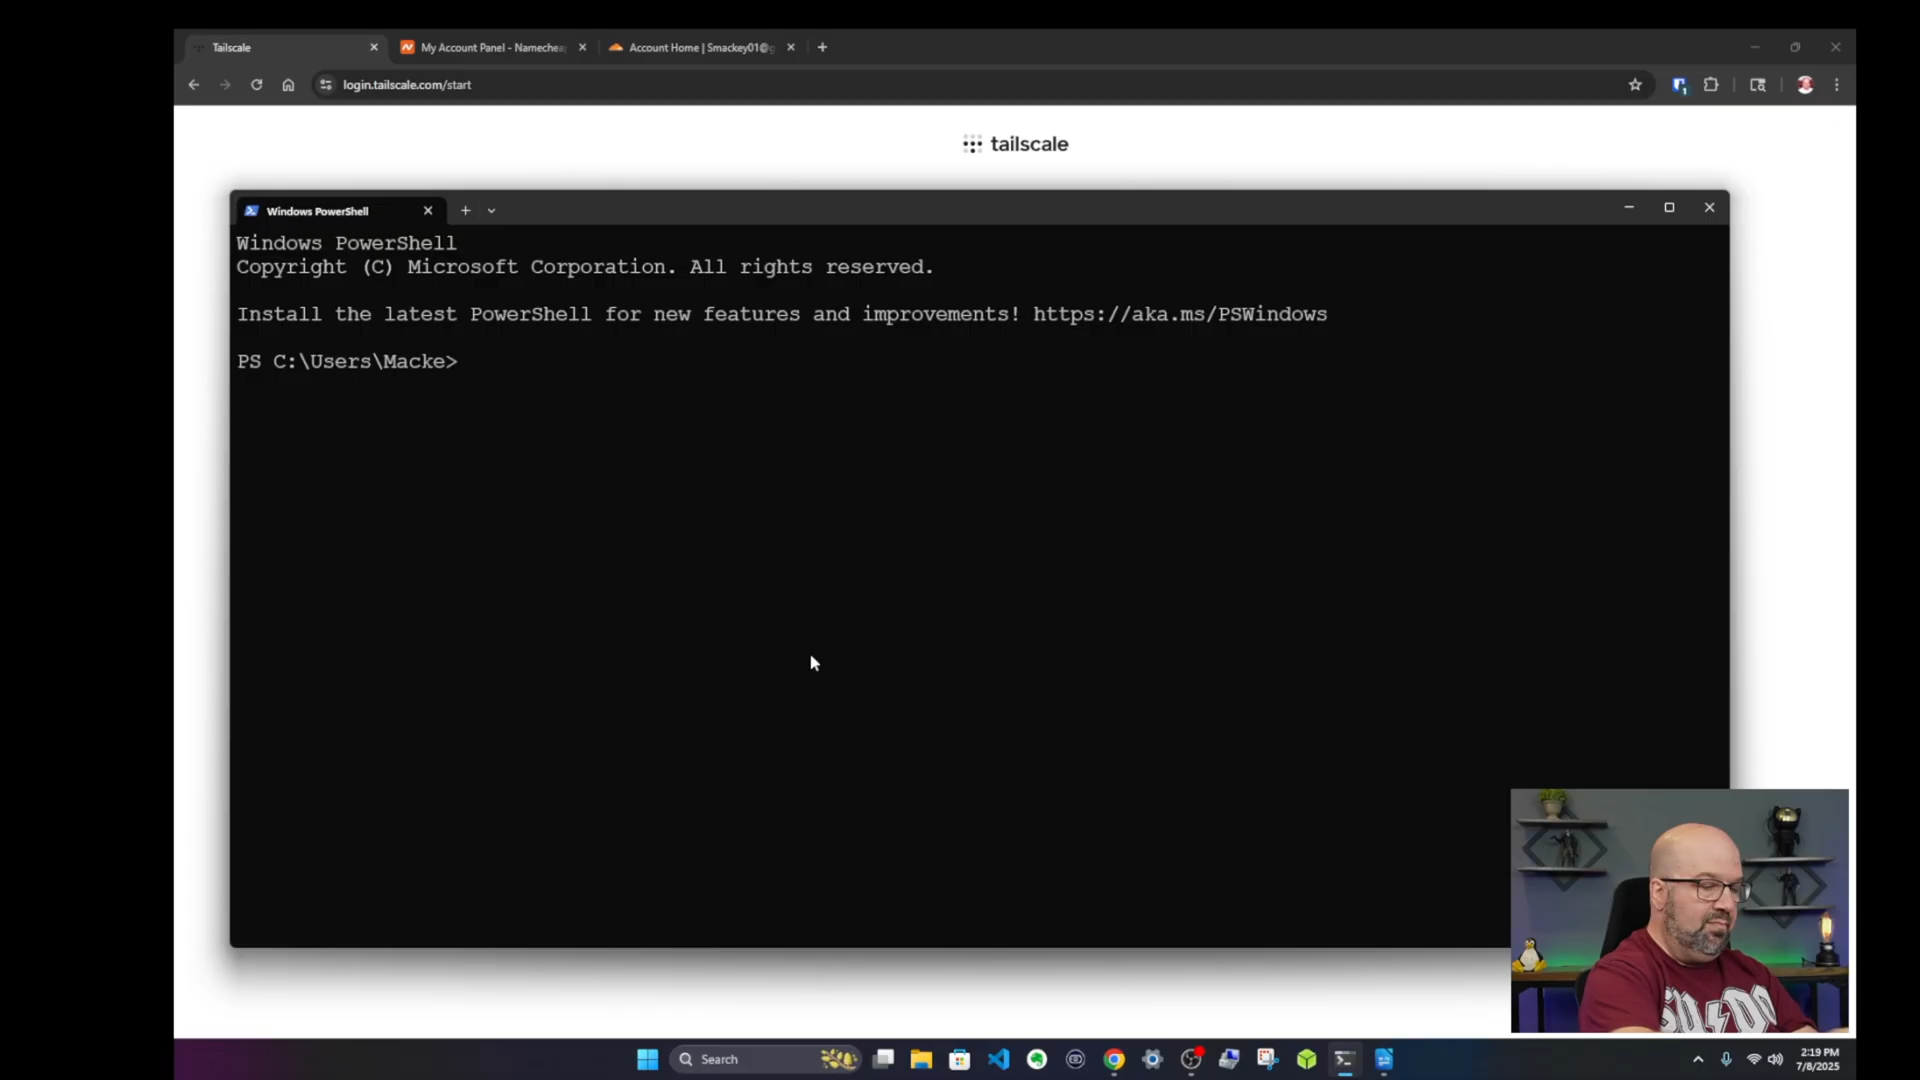 Tailscale
My Account Panel - Namechea
Account Home | Smackey01@g
login.tailscale.com/start
1
tailscale
Windows PowerShell
Windows PowerShell
Copyright (C) Microsoft Corporation. All rights reserved.
Install the latest PowerShell for new features and improvements! https://aka.ms/PSWindows
PS C:\Users\Macke>
Search
2:19 PM
7/8/2025